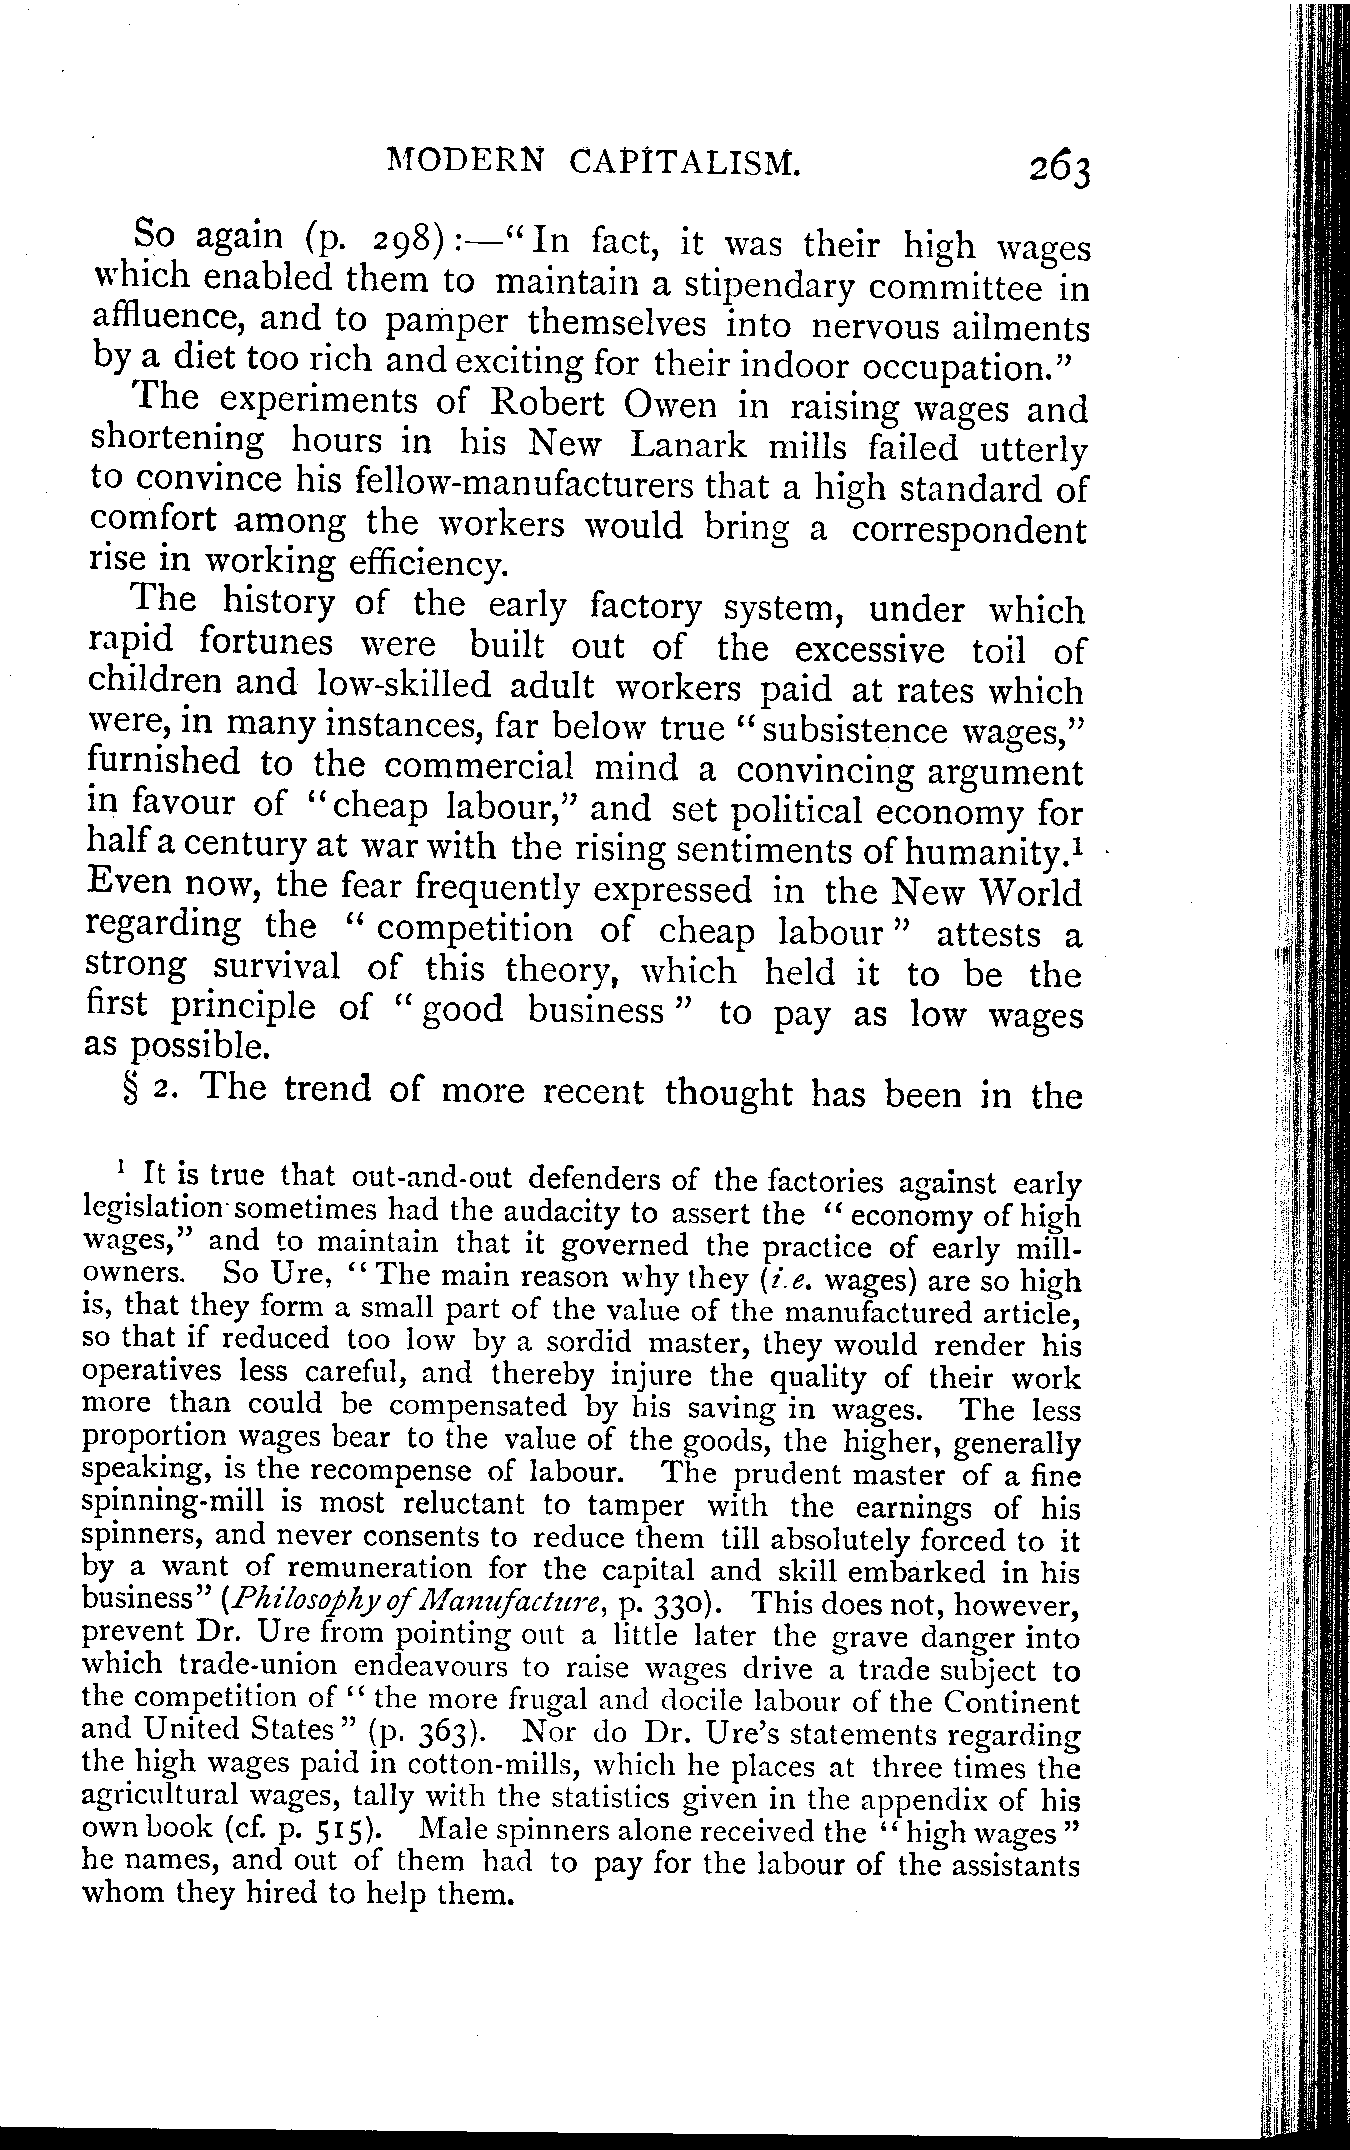 MODERN CAPITALISM. 263
So again (p. 298):—“In fact, it was their high wages
which enabled them to maintain a stipendary committee in
affluence, and to pamper themselves into nervous ailments
by a diet too rich and exciting for their indoor occupation.”
The experiments of Robert Owen in raising wages and
shortening hours in his New Lanark mills failed utterly
to convince his fellow-manufacturers that a high standard of
comfort among the workers would bring a correspondent
rise in working efficiency.
The history of the early factory system, under which
rapid fortunes were built out of the excessive toil of
children and low-skilled adult workers paid at rates which
were, in many instances, far below true “subsistence wages,”
furnished to the commercial mind a convincing argument
in favour of “cheap labour,” and set political economy for
half a century at war with the rising sentiments of humanity.¹
Even now, the fear frequently expressed in the New World
regarding the “competition of cheap labour” attests a
strong survival of this theory, which held it to be the
first principle of “good business” to pay as low wages
as possible.
§ 2. The trend of more recent thought has been in the
¹ It is true that out-and-out defenders of the factories against early
legislation sometimes had the audacity to assert the “economy of high
wages,” and to maintain that it governed the practice of early mill-
owners. So Ure, “The main reason why they (i.e. wages) are so high
is, that they form a small part of the value of the manufactured article,
so that if reduced too low by a sordid master, they would render his
operatives less careful, and thereby injure the quality of their work
more than could be compensated by his saving in wages. The less
proportion wages bear to the value of the goods, the higher, generally
speaking, is the recompense of labour. The prudent master of a fine
spinning-mill is most reluctant to tamper with the earnings of his
spinners, and never consents to reduce them till absolutely forced to it
by a want of remuneration for the capital and skill embarked in his
business” (Philosophy of Manufacture, p. 330). This does not, however,
prevent Dr. Ure from pointing out a little later the grave danger into
which trade-union endeavours to raise wages drive a trade subject to
the competition of “the more frugal and docile labour of the Continent
and United States” (p. 363). Nor do Dr. Ure’s statements regarding
the high wages paid in cotton-mills, which he places at three times the
agricultural wages, tally with the statistics given in the appendix of his
own book (cf. p. 515). Male spinners alone received the “high wages”
he names, and out of them had to pay for the labour of the assistants
whom they hired to help them.